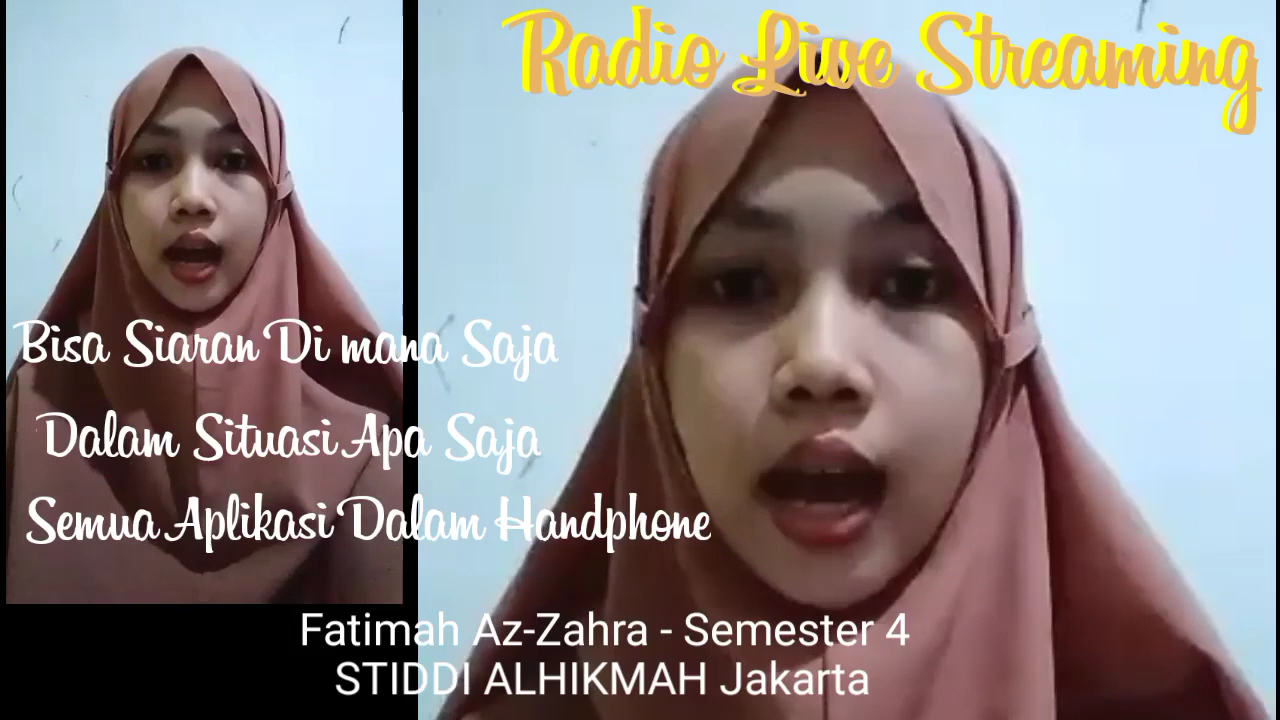 Radio Live Streaming
Bisa Siaran Di mana Saja
Dalam Situasi Apa Saja
Semua Aplikasi Dalam Handphone
Fatimah Az-Zahra - Semester 4
STIDDI ALHIKMAH Jakarta